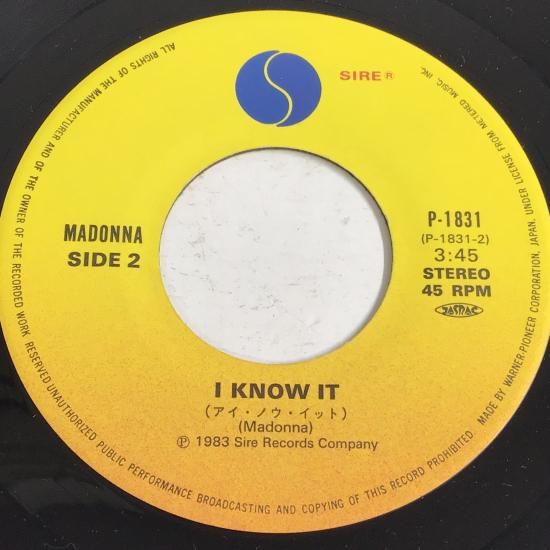 SIRE®
MADONNA
SIDE 2
P-1831
(P-1831-2)
3:45
STEREO
45 RPM
JASRAC
I KNOW IT
(アイ・ノウ・イット)
(Madonna)
Ⓟ 1983 Sire Records Company
ALL RIGHTS OF THE MANUFACTURER AND OF THE OWNER OF THE RECORDED WORK RESERVED UNAUTHORIZED PUBLIC PERFORMANCE BROADCASTING AND COPYING OF THIS RECORD PROHIBITED. MADE BY WARNER-PIONEER CORPORATION, JAPAN. UNDER LICENSE FROM METERED MUSIC, INC.